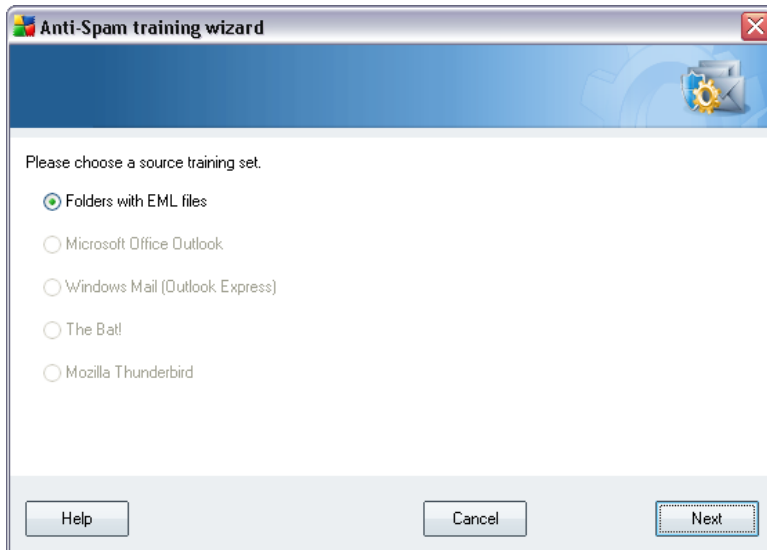 Anti-Spam training wizard
Please choose a source training set.
Folders with EML files
Microsoft Office Outlook
Windows Mail (Outlook Express)
The Bat!
Mozilla Thunderbird
Help
Cancel
Next